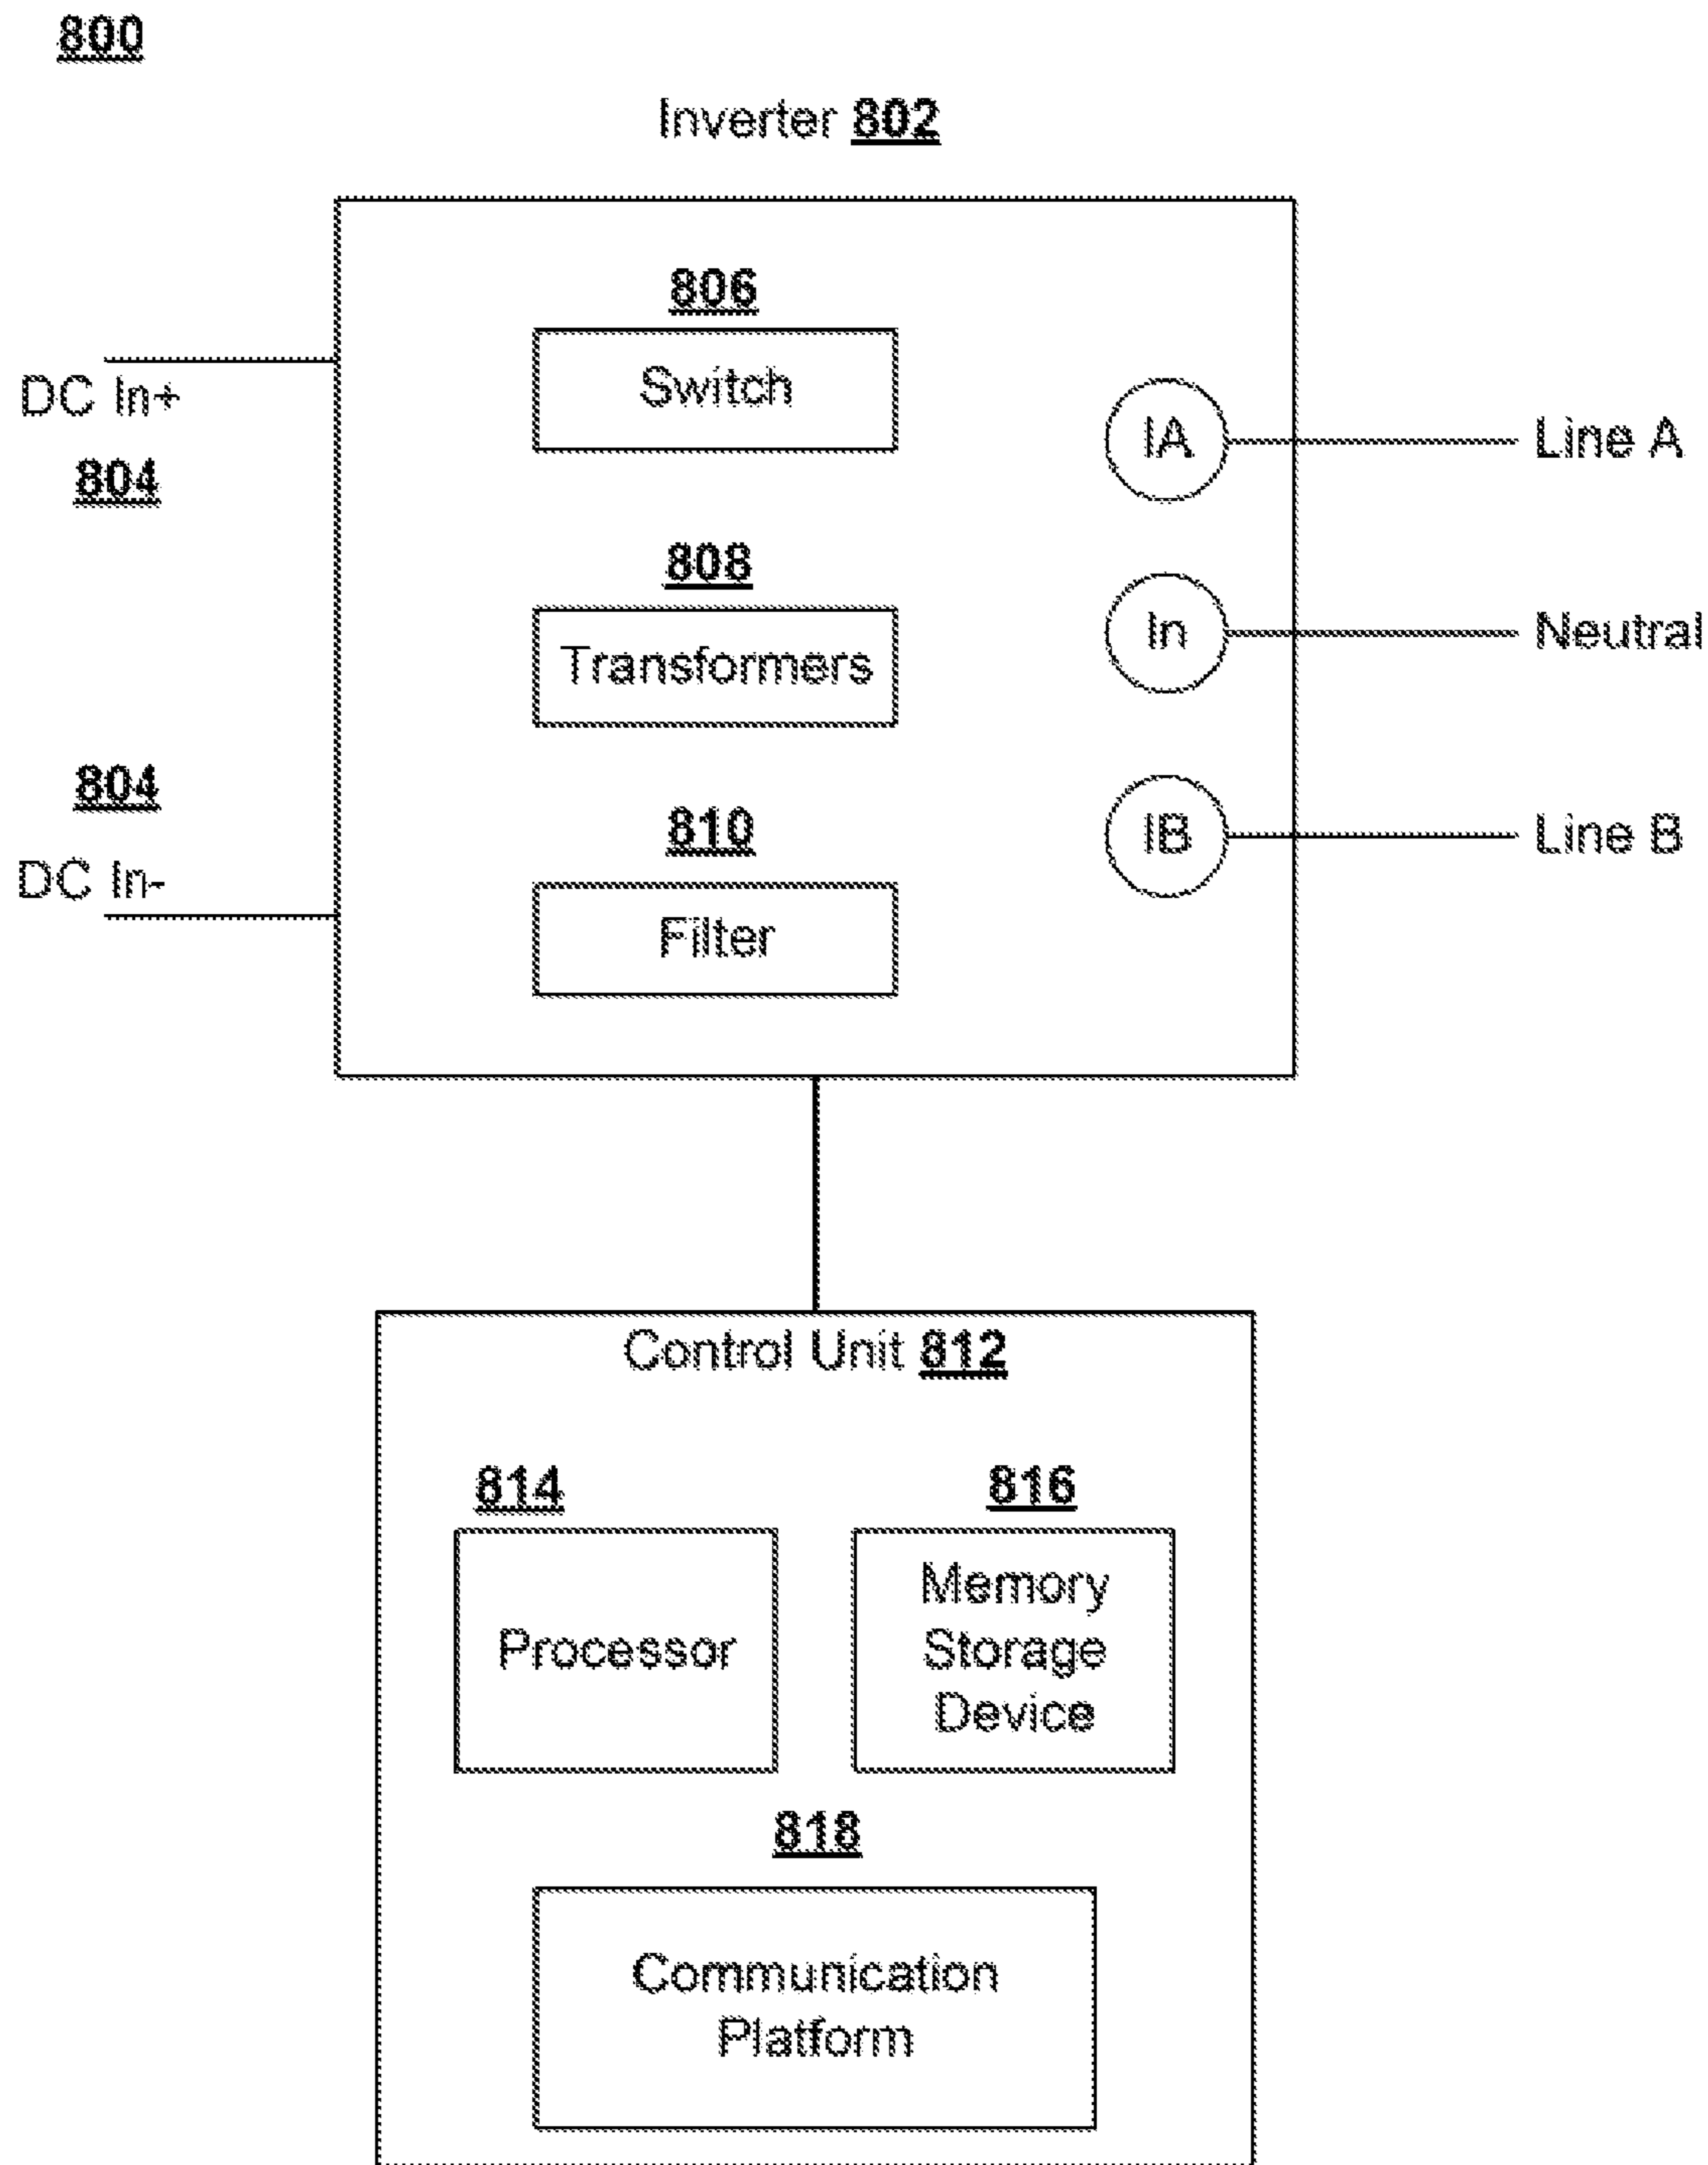 800
Inverter 802
806
Switch
DC In+
804
IA
Line A
808
Transformers
In
Neutral
804
DC In-
810
Filter
IB
Line B
Control Unit 812
814
Processor
816
Memory
Storage
Device
818
Communication
Platform